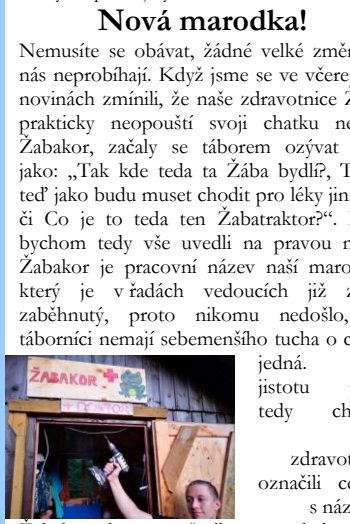 Nová marodka!
Nemusíte se obávat, žádné velké změn
nás neprobíhají. Když jsme se ve včere
novinách zmínili, že naše zdravotnice Ž
prakticky neopouští svoji chatku ne
Žabakor, začaly se táborem ozývat
jako: „Tak kde teda ta Žába bydlí?, T
teď jako budu muset chodit pro léky jin
či Co je to teda ten Žabatraktor?“.
bychom tedy vše uvedli na pravou m
Žabakor je pracovní název naší maro
který je v řadách vedoucích již z
zaběhnutý, proto nikomu nedošlo,
táborníci nemají sebemenšího tucha o c
jedná.
jistotu
tedy ch
zdravot
označili ce
s náz
ŽABAKOR